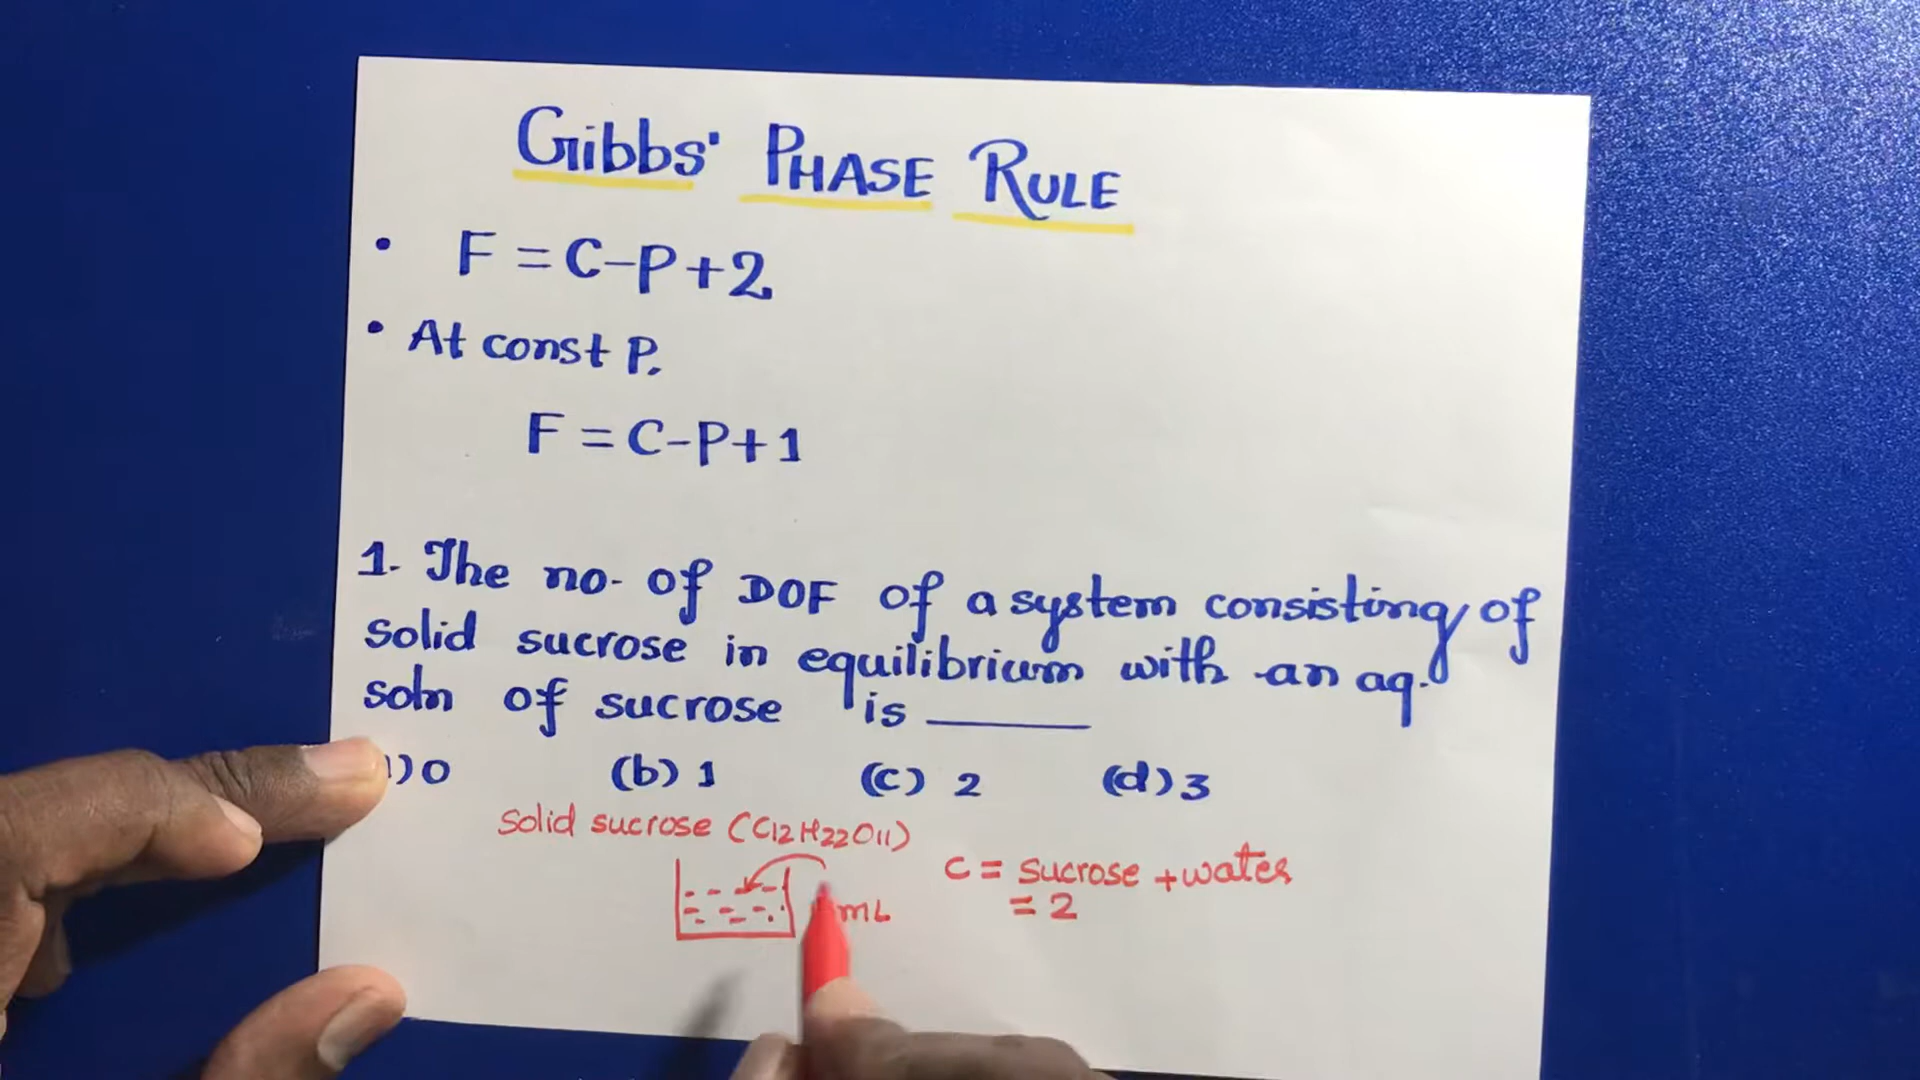 Gibbs' PHASE RULE
• F = C-P+2
• At const P.
F = C-P+1
1. The no. of DOF of a system consisting of
solid sucrose in equilibrium with an aq.
soln of sucrose is ______
)0 (b) 1 (c) 2 (d) 3
solid sucrose (C12H22O11)
mL
C = sucrose + water
= 2